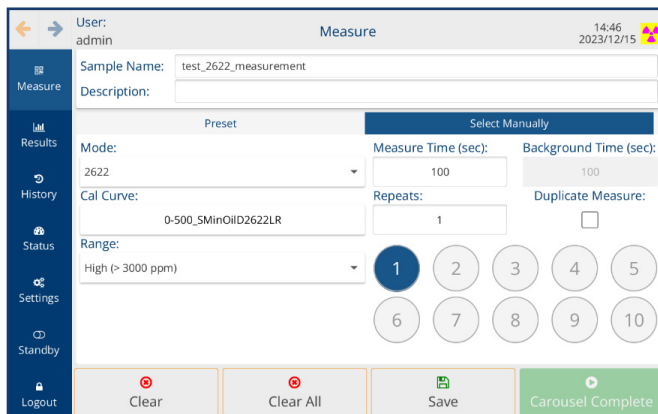 User:
admin
Measure
14:46
2023/12/15
Measure
Results
History
Status
Settings
Standby
Logout
Sample Name: test_2622_measurement
Description:
Preset
Select Manually
Mode:
2622
Cal Curve:
0-500_SMinOilD2622LR
Range:
High (> 3000 ppm)
Measure Time (sec): Background Time (sec):
100 100
Repeats: Duplicate Measure:
1
1 2 3 4 5
6 7 8 9 10
Clear
Clear All
Save
Carousel Complete